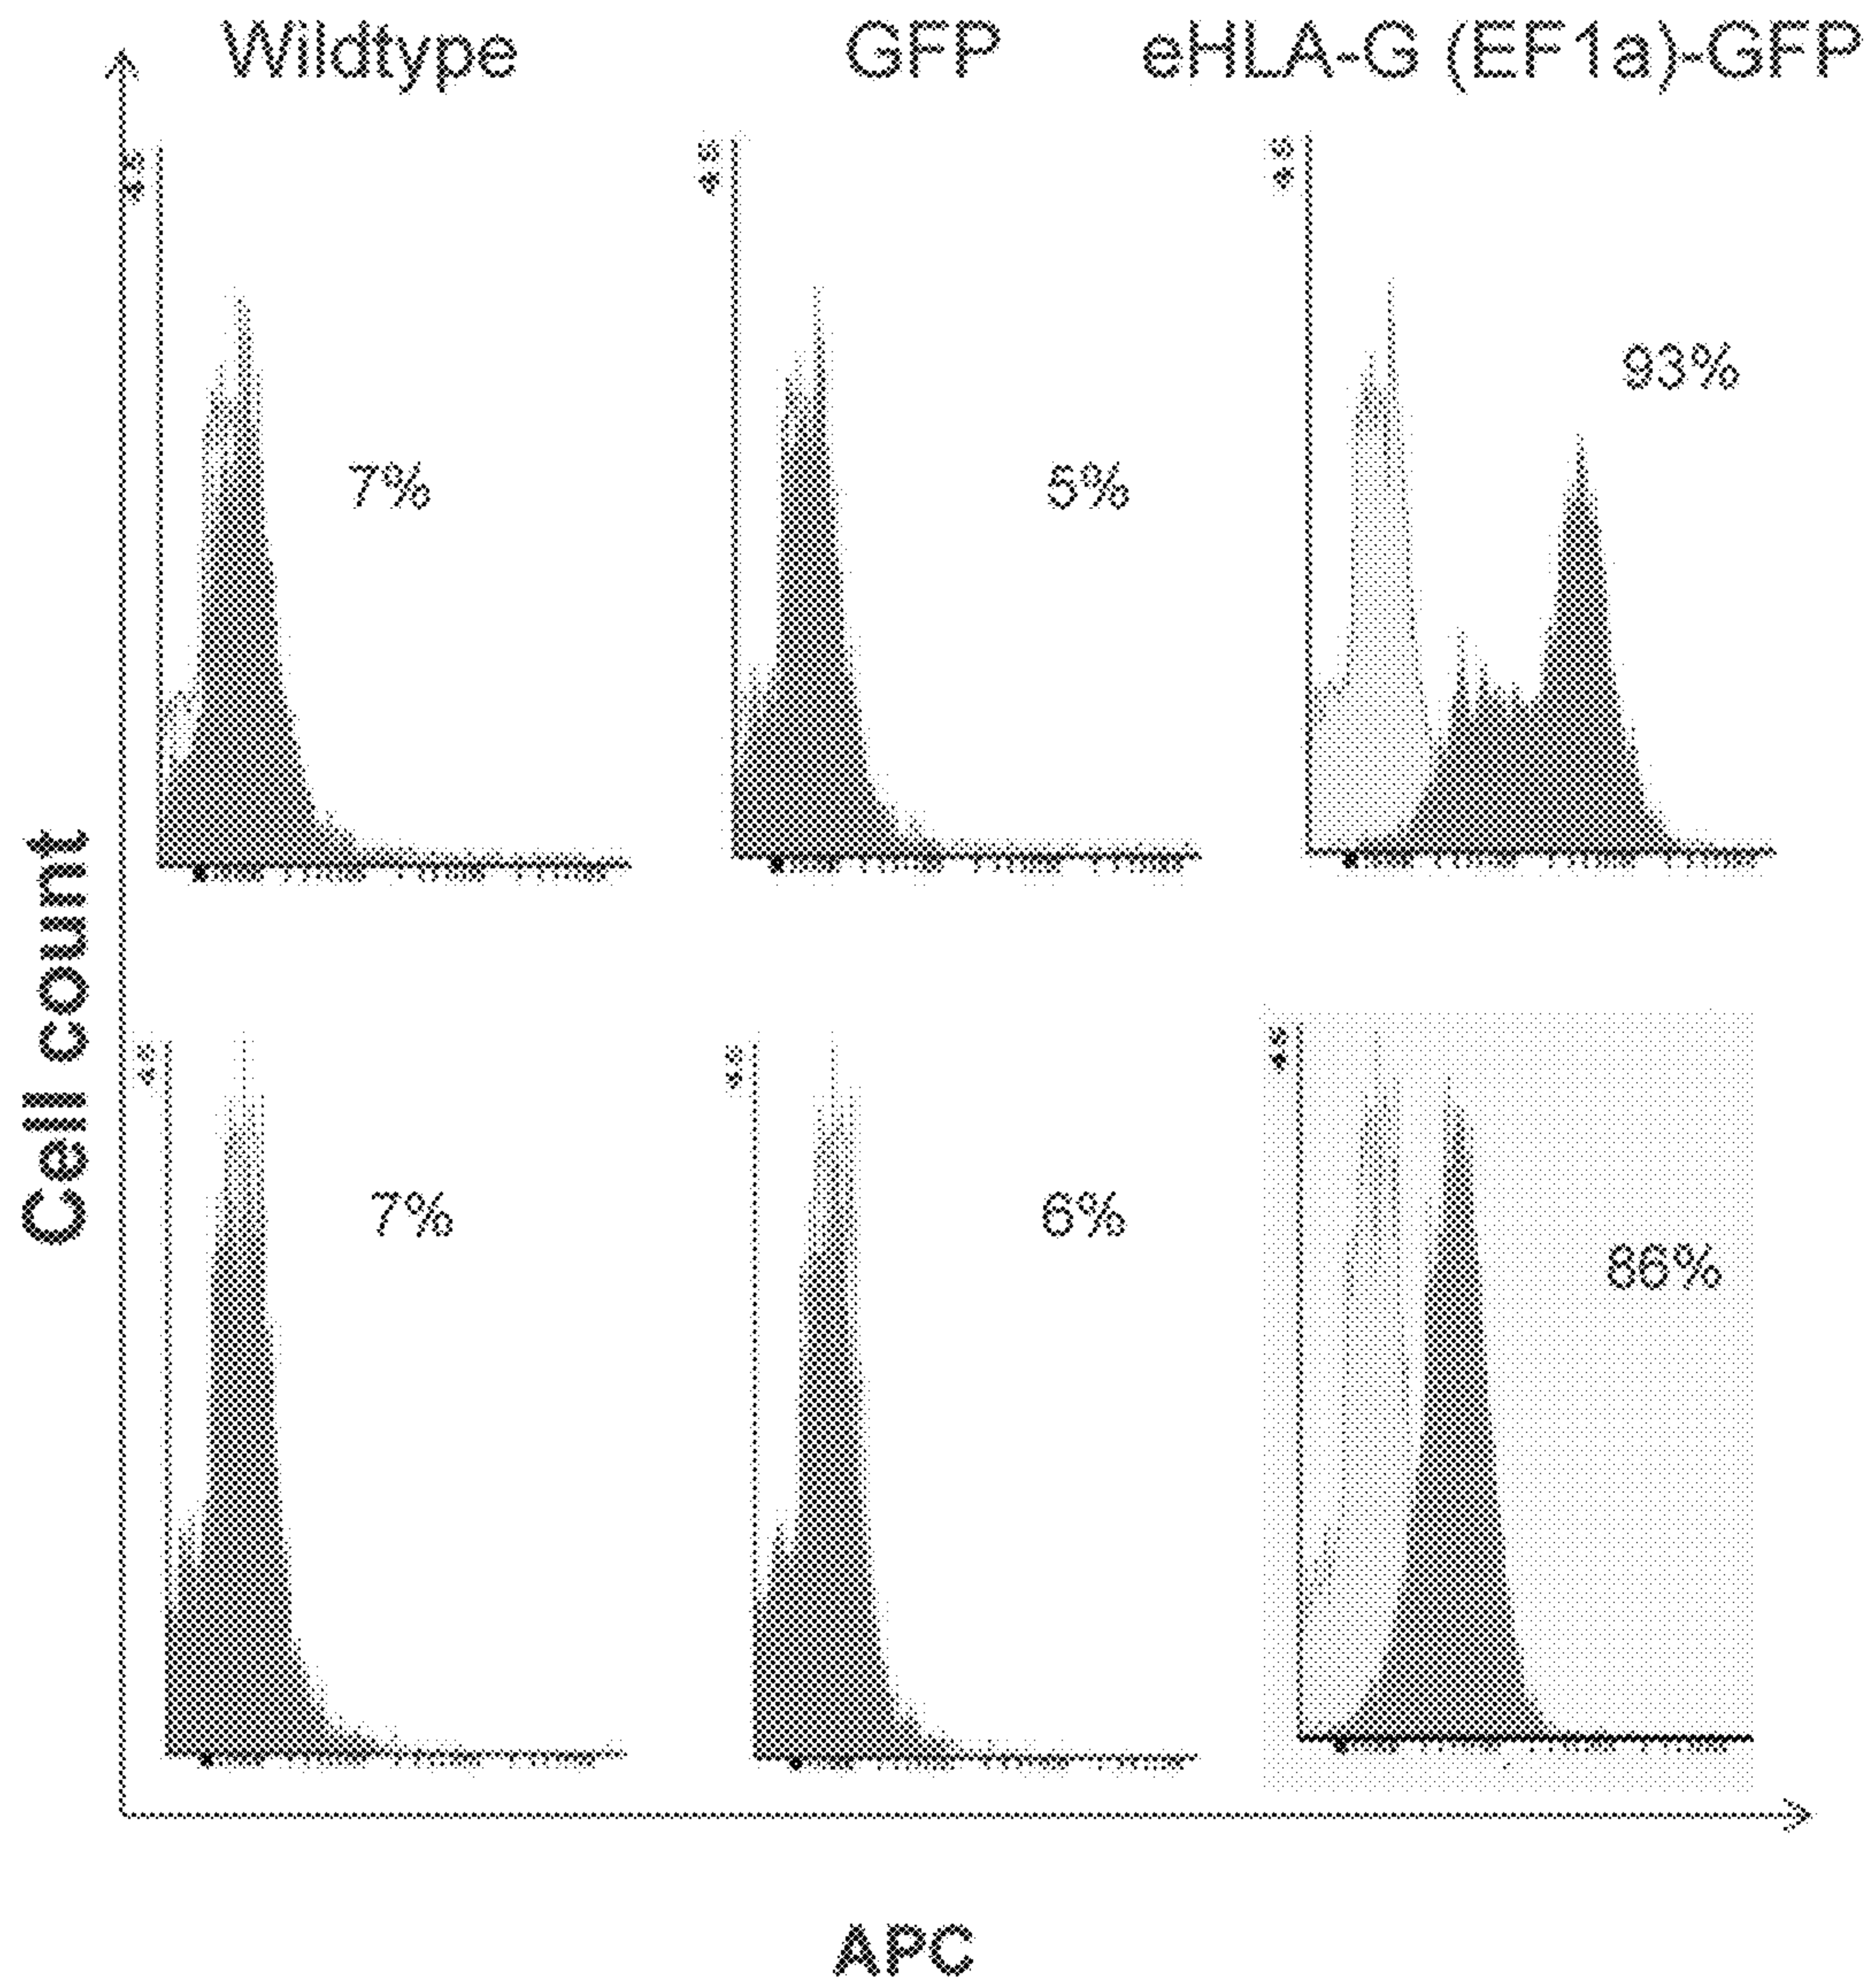 Wildtype GFP eHLA-G (EF1a)-GFP
7% 5% 93%
7% 6% 86%
Cell count
APC